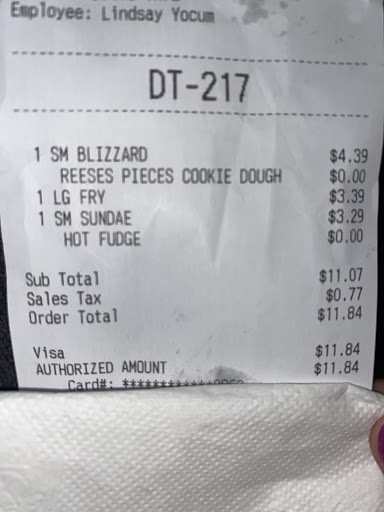 Employee: Lindsay Yocum
DT-217
1 SM BLIZZARD $4.39
REESES PIECES COOKIE DOUGH $0.00
1 LG FRY $3.39
1 SM SUNDAE $3.29
HOT FUDGE $0.00
Sub Total $11.07
Sales Tax $0.77
Order Total $11.84
Visa $11.84
AUTHORIZED AMOUNT $11.84
Card#: ************